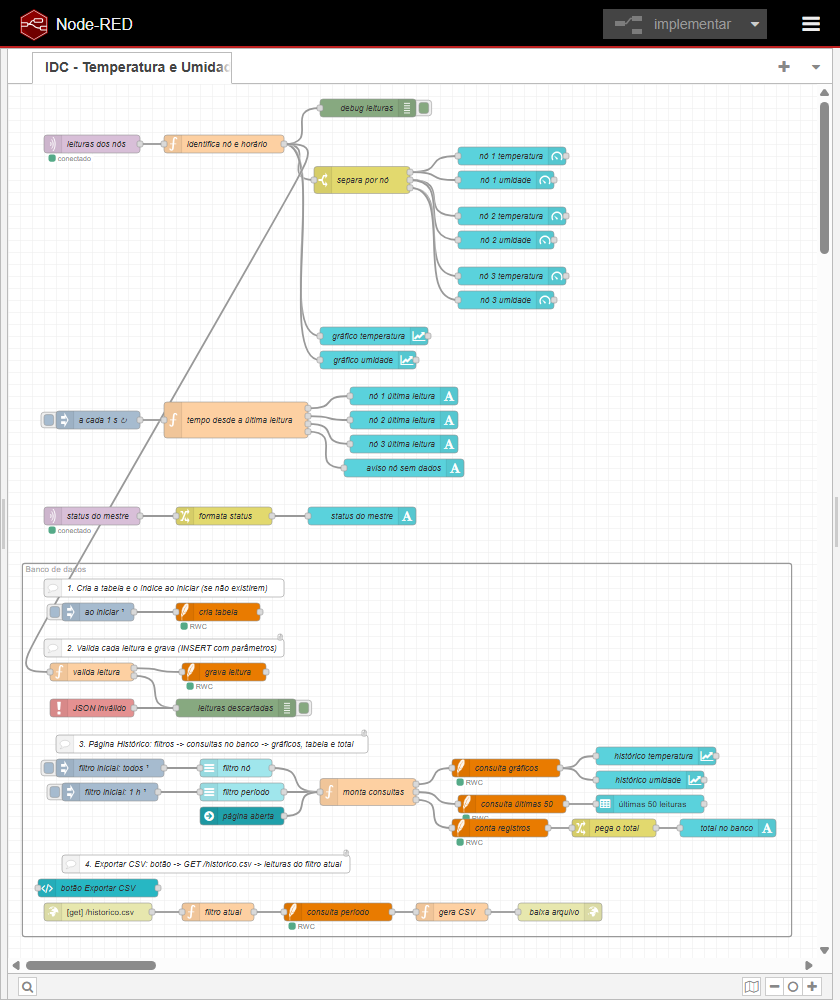 Node-RED
implementar
IDC - Temperatura e Umidad
debug leituras
leituras dos nós
identifica nó e horário
conectado
separa por nó
nó 1 temperatura
nó 1 umidade
nó 2 temperatura
nó 2 umidade
nó 3 temperatura
nó 3 umidade
gráfico temperatura
gráfico umidade
a cada 1 s ↻
tempo desde a última leitura
nó 1 última leitura
nó 2 última leitura
nó 3 última leitura
aviso nó sem dados
status do mestre
formata status
status do mestre
conectado
Banco de dados
1. Cria a tabela e o índice ao iniciar (se não existirem)
ao iniciar ¹
cria tabela
RWC
2. Valida cada leitura e grava (INSERT com parâmetros)
valida leitura
grava leitura
RWC
JSON inválido
leituras descartadas
3. Página Histórico: filtros -> consultas no banco -> gráficos, tabela e total
filtro inicial: todos ¹
filtro nó
filtro inicial: 1 h ¹
filtro período
página aberta
monta consultas
consulta gráficos
RWC
histórico temperatura
histórico umidade
consulta últimas 50
RWC
últimas 50 leituras
conta registros
RWC
pega o total
total no banco
4. Exportar CSV: botão -> GET /historico.csv -> leituras do filtro atual
botão Exportar CSV
[get] /historico.csv
filtro atual
consulta período
RWC
gera CSV
baixa arquivo